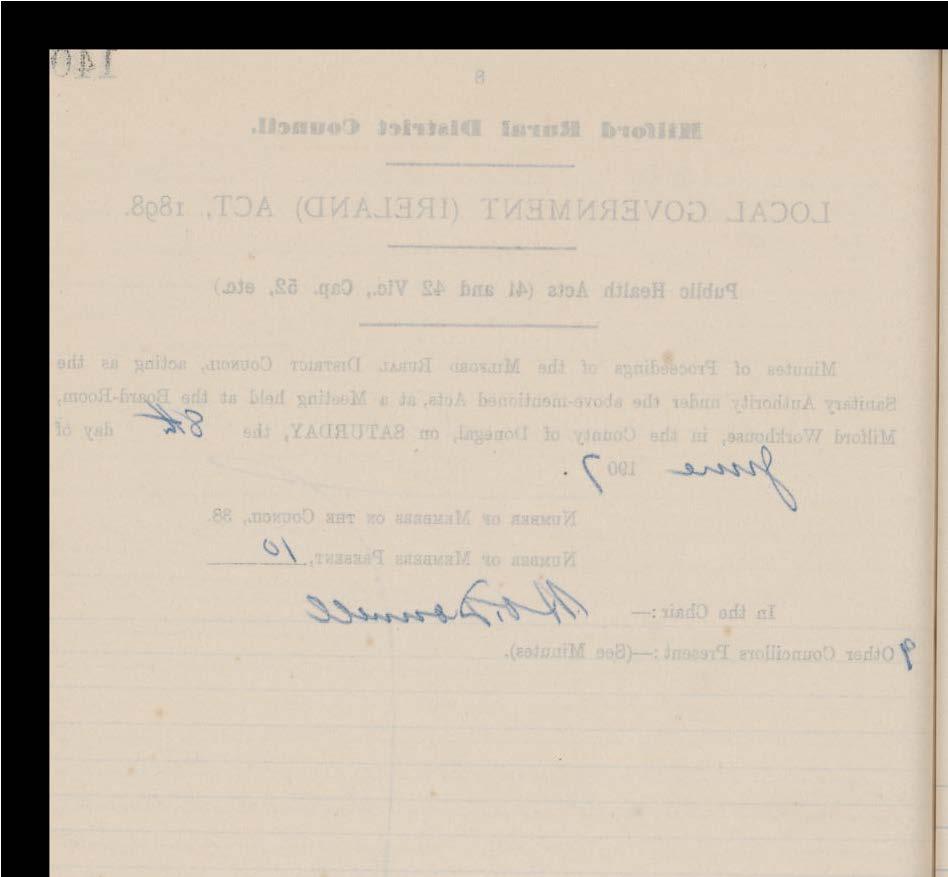 140
8
Milford Rural District Council.
LOCAL GOVERNMENT (IRELAND) ACT, 1898.
Public Health Acts (41 and 42 Vic., Cap. 52, etc.)
Minutes of Proceedings of the MILFORD RURAL DISTRICT COUNCIL, acting as the
Sanitary Authority under the above-mentioned Acts, at a Meeting held at the Board-Room,
Milford Workhouse, in the County of Donegal, on SATURDAY, the 8th day of
June 1907.
NUMBER OF MEMBERS ON THE COUNCIL, 38.
NUMBER OF MEMBERS PRESENT, 10
In the Chair:— O'Donnell
9 Other Councillors Present:—(See Minutes).